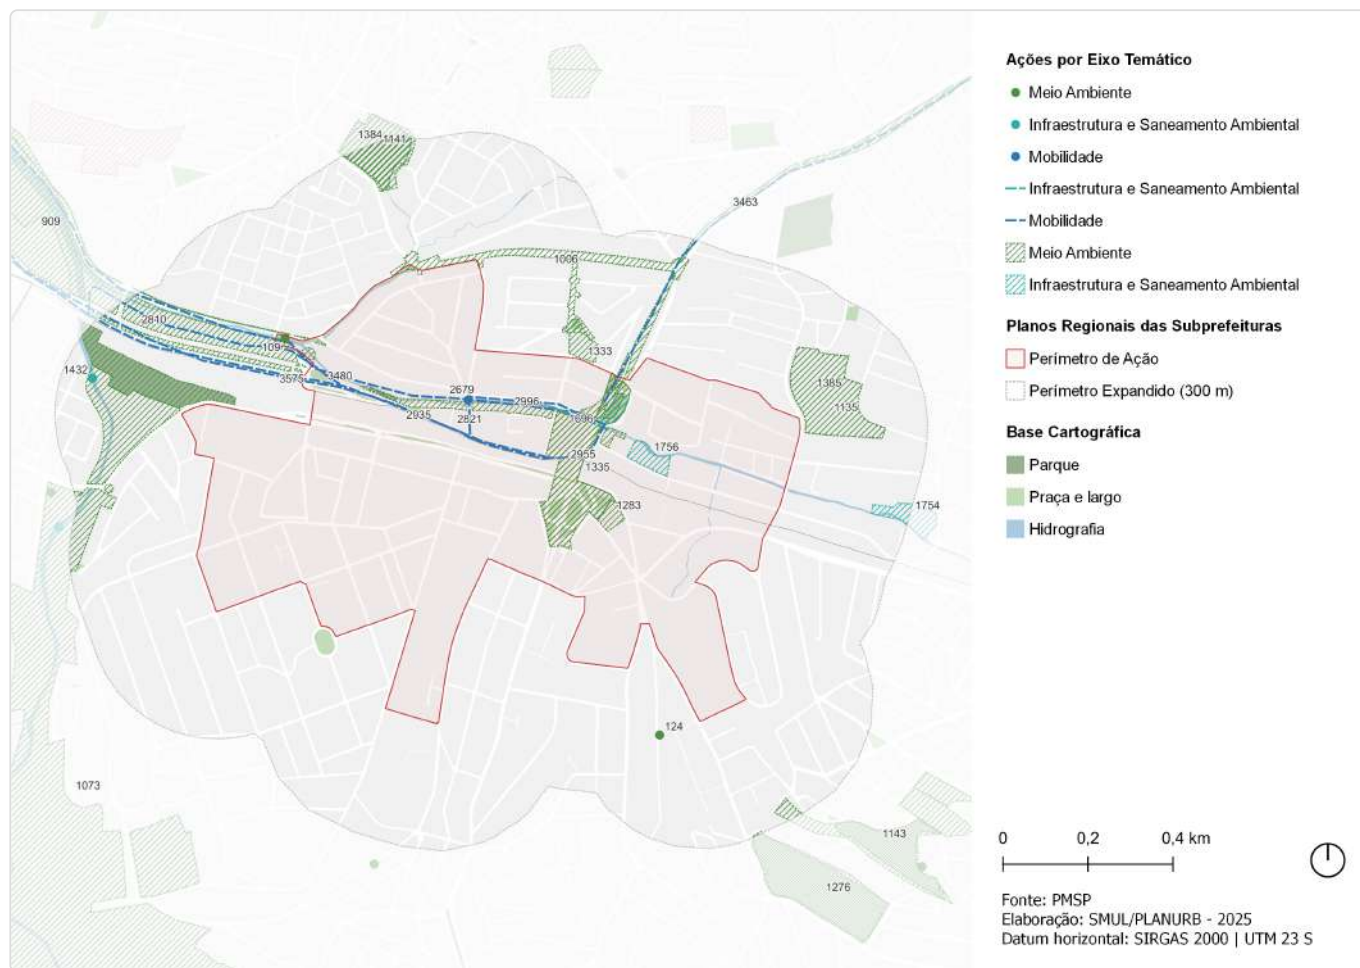 1384
1141
909
3463
1006
2810
109
1333
1432
3575
3480
2679
2996
1385
1135
2935
2821
1696
2955
1756
1335
1283
1754
124
1073
1143
1276
Ações por Eixo Temático
Meio Ambiente
Infraestrutura e Saneamento Ambiental
Mobilidade
Infraestrutura e Saneamento Ambiental
Mobilidade
Meio Ambiente
Infraestrutura e Saneamento Ambiental
Planos Regionais das Subprefeituras
Perímetro de Ação
Perímetro Expandido (300 m)
Base Cartográfica
Parque
Praça e largo
Hidrografia
0 0,2 0,4 km
Fonte: PMSP
Elaboração: SMUL/PLANURB - 2025
Datum horizontal: SIRGAS 2000 | UTM 23 S